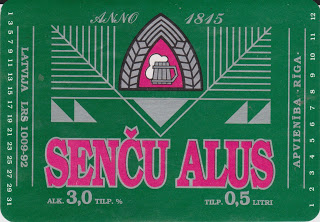 ANNO 1815
LATVIJA LRS 1009-92
1 3 5 7 9 11 13 15 17 19 21 23 25 27 29 31
SENČU ALUS
ALK. 3,0 TILP. % TILP. 0,5 LITRI
APVIENĪBA "RĪGA"
1 2 3 4 5 6 7 8 9 10 11 12